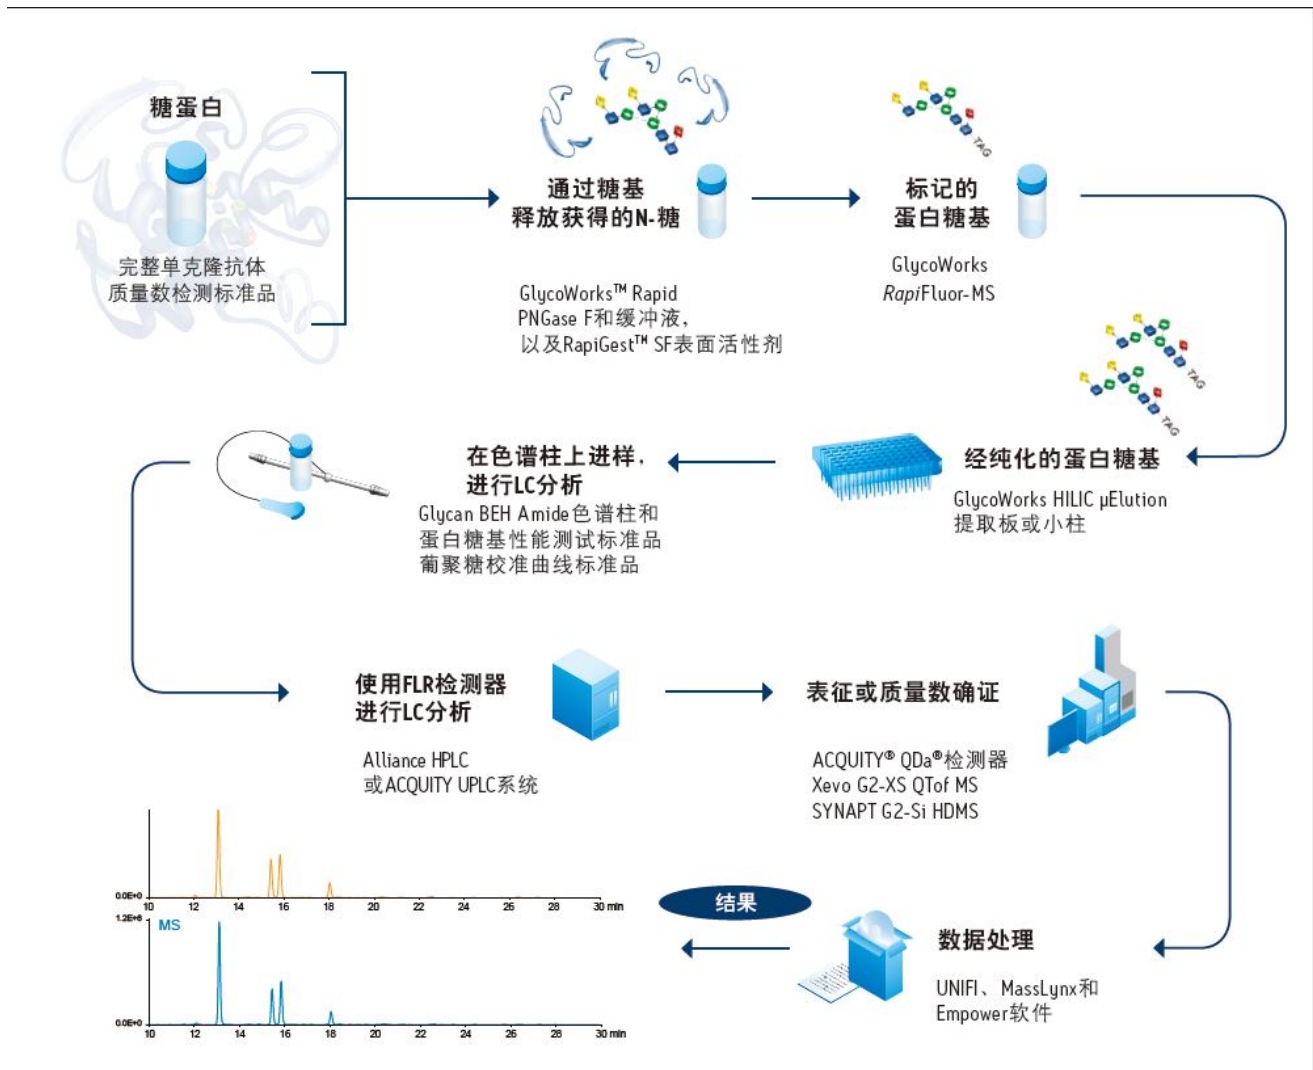 糖蛋白
完整单克隆抗体
质量数检测标准品
通过糖基
释放获得的N-糖
GlycoWorks™ Rapid
PNGase F和缓冲液,
以及RapiGest™ SF表面活性剂
TAG
标记的
蛋白糖基
GlycoWorks
RapiFluor-MS
TAG
TAG
经纯化的蛋白糖基
GlycoWorks HILIC µElution
提取板或小柱
在色谱柱上进样，
进行LC分析
Glycan BEH Amide色谱柱和
蛋白糖基性能测试标准品
葡聚糖校准曲线标准品
使用FLR检测器
进行LC分析
Alliance HPLC
或ACQUITY UPLC系统
表征或质量数确证
ACQUITY® QDa®检测器
Xevo G2-XS QTof MS
SYNAPT G2-Si HDMS
数据处理
UNIFI、MassLynx和
Empower软件
结果
0.0E+0
10 12 14 16 18 20 22 24 26 28 30 min
1.2E+6
MS
0.0E+0
10 12 14 16 18 20 22 24 26 28 30 min